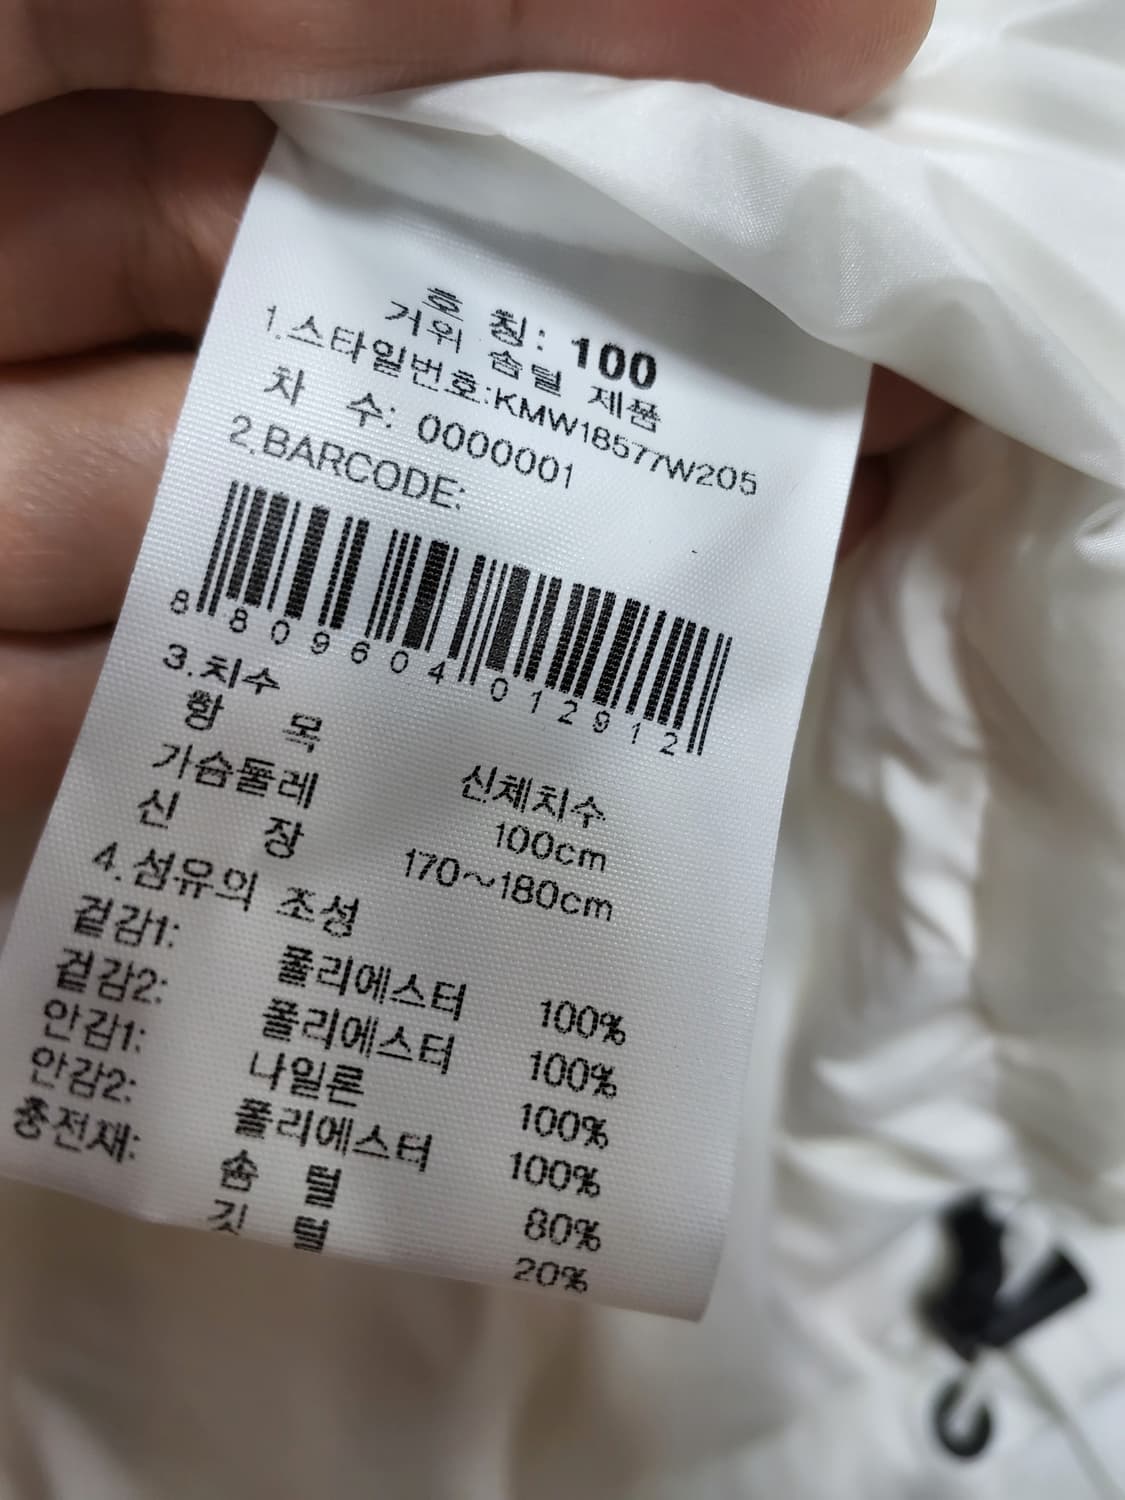 호 칭: 100
거위 솜털 제품
1.스타일번호:KMW18577W205
차 수: 0000001
2.BARCODE:
8 809604 012912
3.치수
항 목 신체치수
가슴둘레 100cm
신 장 170~180cm
4.섬유의 조성
겉감1: 폴리에스터 100%
겉감2: 폴리에스터 100%
안감1: 나일론 100%
안감2: 폴리에스터 100%
충전재: 솜 털 80%
깃 털 20%